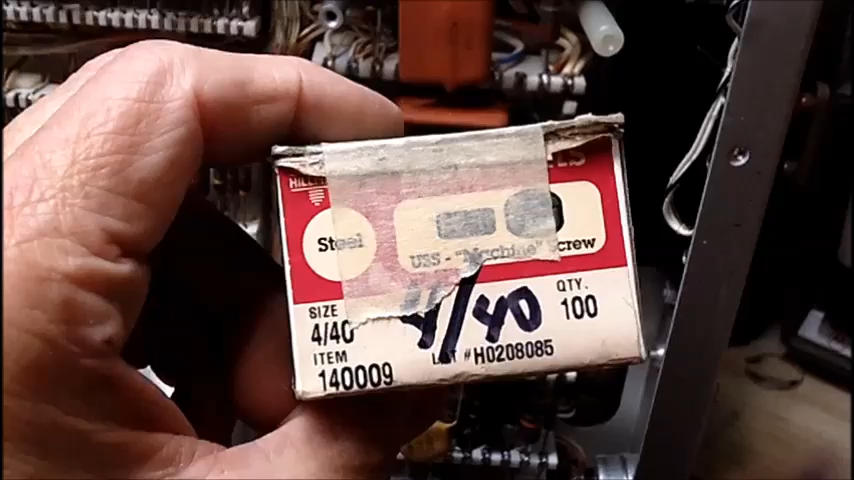 Steel
USS - "Machine" Screw
SIZE
4/40
4/40
QTY.
100
ITEM
140009
LOT #H0208085